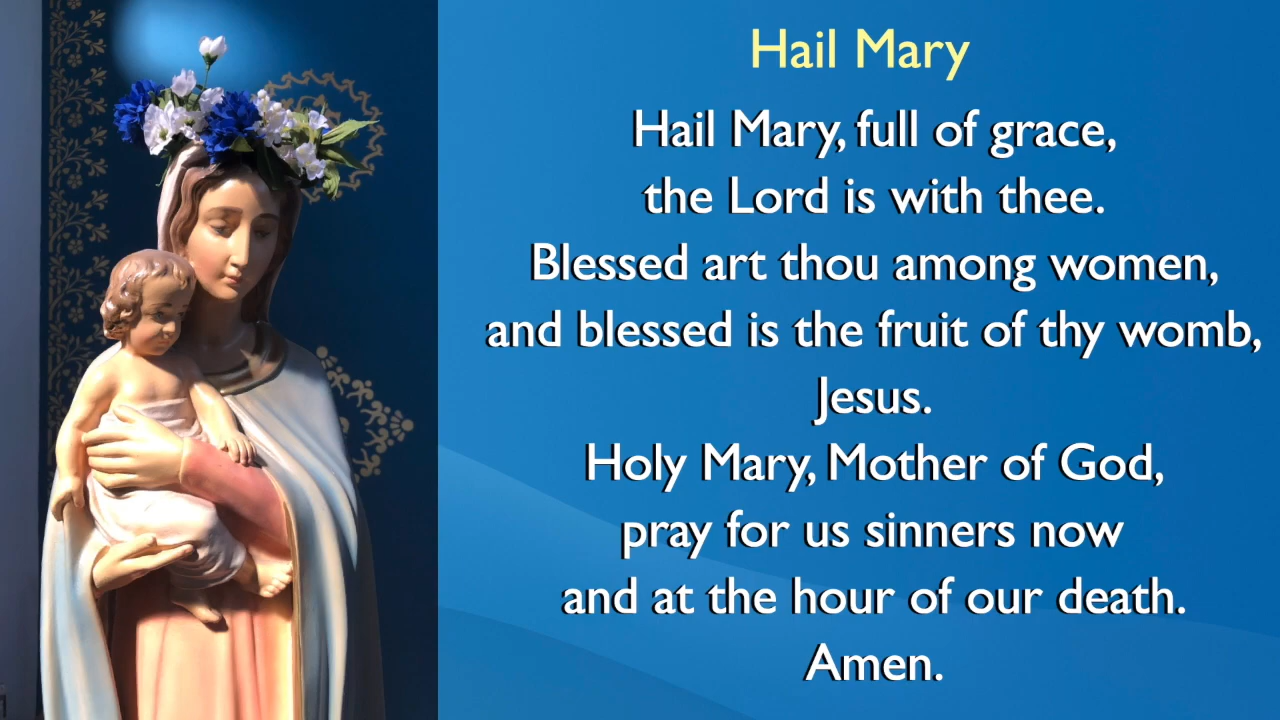 Hail Mary
Hail Mary, full of grace,
the Lord is with thee.
Blessed art thou among women,
and blessed is the fruit of thy womb,
Jesus.
Holy Mary, Mother of God,
pray for us sinners now
and at the hour of our death.
Amen.